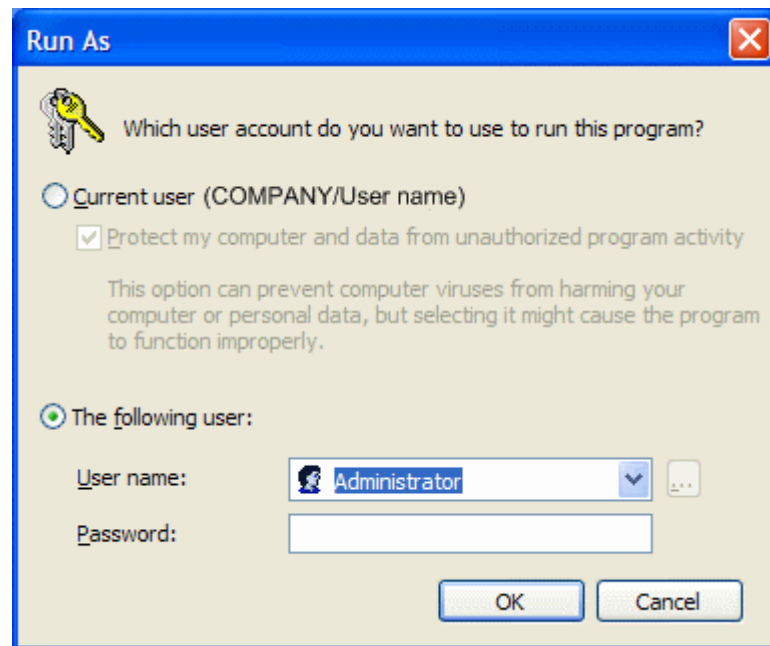 Run As
Which user account do you want to use to run this program?
Current user (COMPANY/User name)
Protect my computer and data from unauthorized program activity
This option can prevent computer viruses from harming your
computer or personal data, but selecting it might cause the program
to function improperly.
The following user:
User name:
Administrator
...
Password:
OK
Cancel